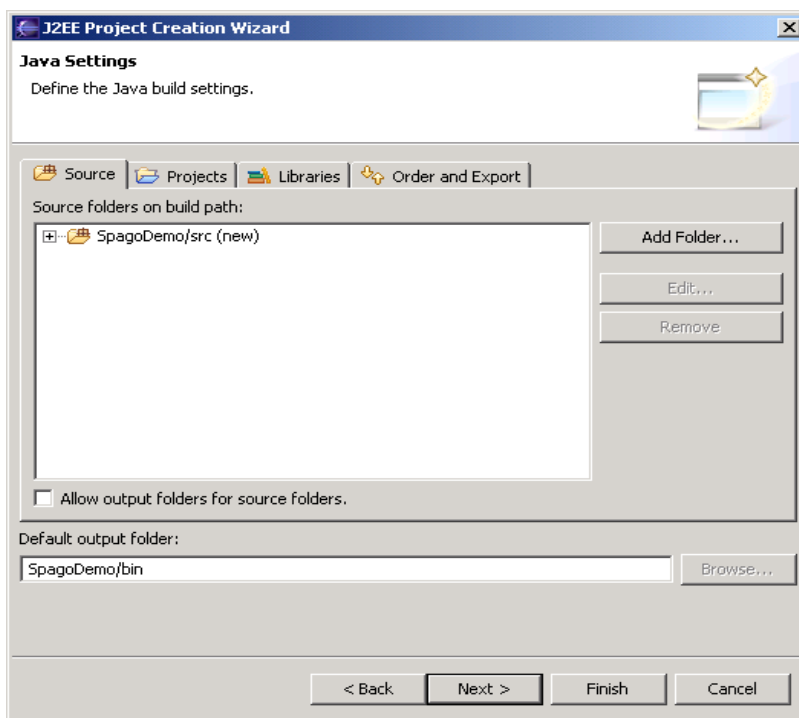 J2EE Project Creation Wizard
Java Settings
Define the Java build settings.
Source Projects Libraries Order and Export
Source folders on build path:
SpagoDemo/src (new)
Add Folder...
Edit...
Remove
Allow output folders for source folders.
Default output folder:
SpagoDemo/bin
Browse...
< Back Next > Finish Cancel